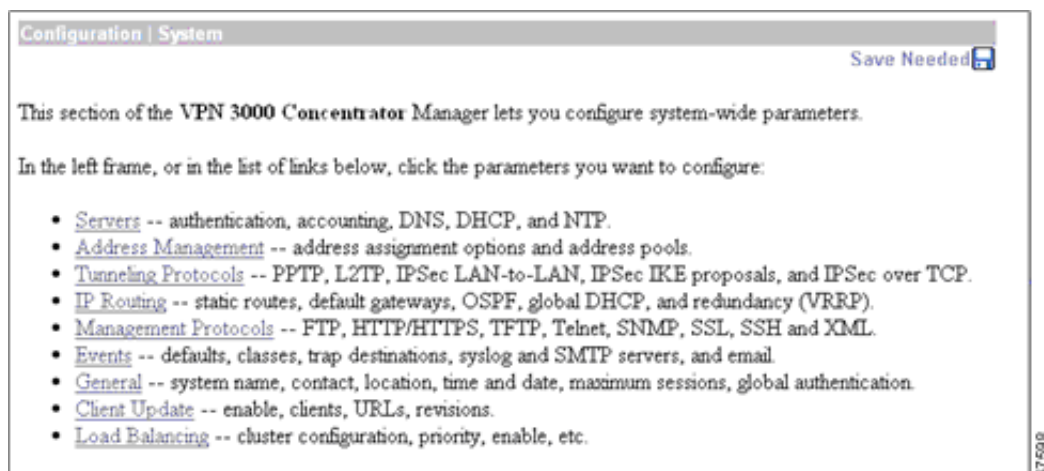 Configuration | System
Save Needed
This section of the VPN 3000 Concentrator Manager lets you configure system-wide parameters.
In the left frame, or in the list of links below, click the parameters you want to configure:
• Servers -- authentication, accounting, DNS, DHCP, and NTP.
• Address Management -- address assignment options and address pools.
• Tunneling Protocols -- PPTP, L2TP, IPSec LAN-to-LAN, IPSec IKE proposals, and IPSec over TCP.
• IP Routing -- static routes, default gateways, OSPF, global DHCP, and redundancy (VRRP).
• Management Protocols -- FTP, HTTP/HTTPS, TFTP, Telnet, SNMP, SSL, SSH and XML.
• Events -- defaults, classes, trap destinations, syslog and SMTP servers, and email.
• General -- system name, contact, location, time and date, maximum sessions, global authentication.
• Client Update -- enable, clients, URLs, revisions.
• Load Balancing -- cluster configuration, priority, enable, etc.